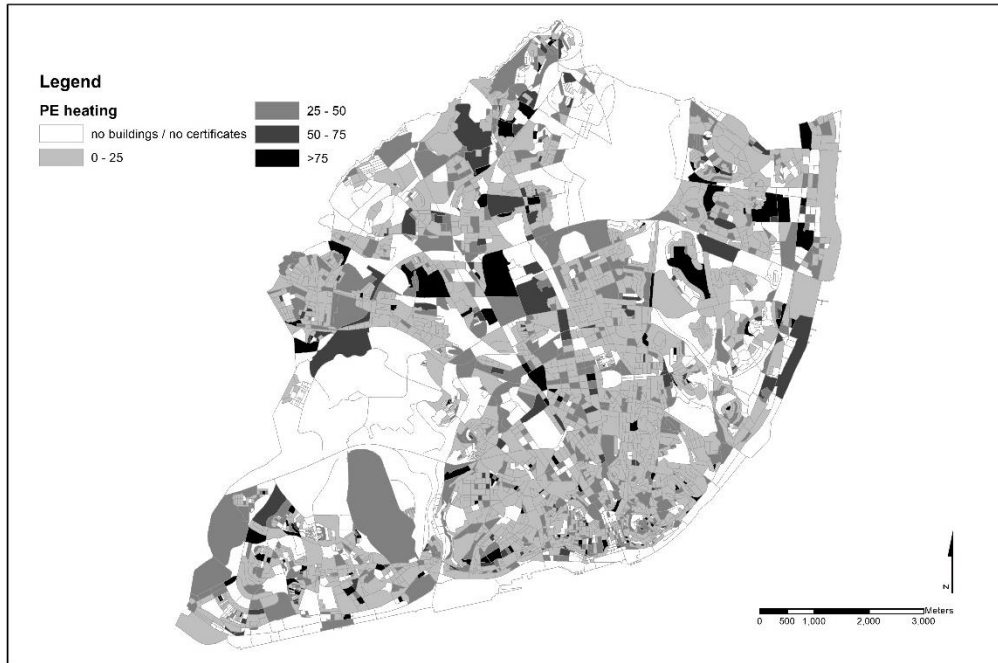 Legend
PE heating
no buildings / no certificates
0 - 25
25 - 50
50 - 75
>75
N
Meters
0 500 1,000 2,000 3,000